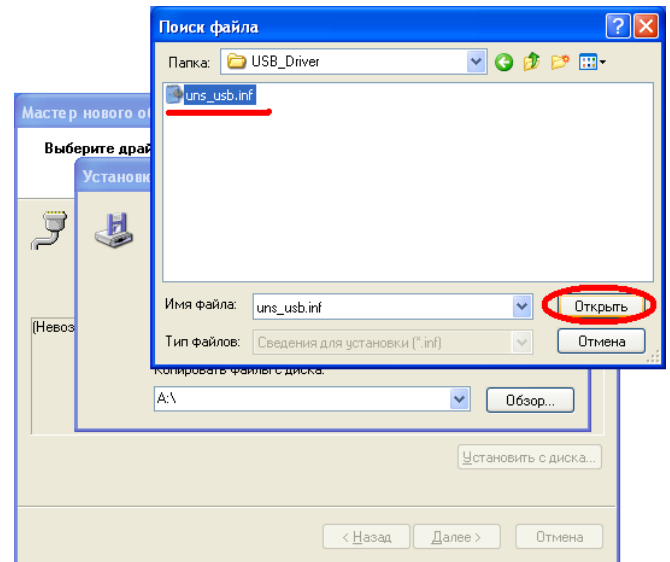 Поиск файла
Папка: USB_Driver
uns_usb.inf
Имя файла: uns_usb.inf
Открыть
Тип файлов: Сведения для установки (*.inf)
Отмена
Мастер нового
Выберите
Установк
(Невоз
Копировать файлы с диска:
A:\
Обзор...
Установить с диска...
< Назад
Далее >
Отмена